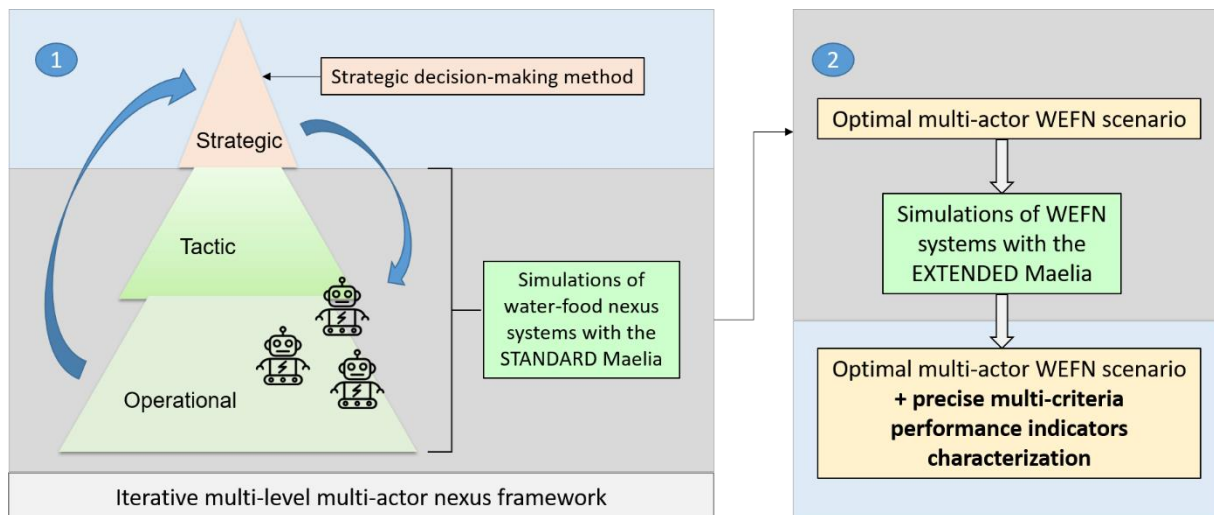 1
Strategic decision-making method
Strategic
Tactic
Operational
Simulations of
water-food nexus
systems with the
STANDARD Maelia
Iterative multi-level multi-actor nexus framework
2
Optimal multi-actor WEFN scenario
Simulations of WEFN
systems with the
EXTENDED Maelia
Optimal multi-actor WEFN scenario
+ precise multi-criteria
performance indicators
characterization